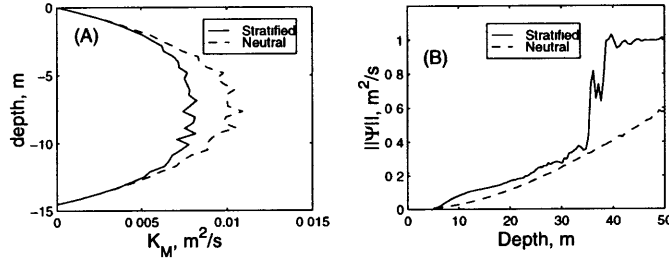 (A)
Stratified
Neutral
depth, m
0
−5
−10
−15
0
0 005
0.01
0 015
K_M, m²/s
(B)
Stratified
Neutral
||Ψ||, m²/s
1
0 8
0 6
0 4
0 2
0
0
10
20
30
40
50
Depth, m